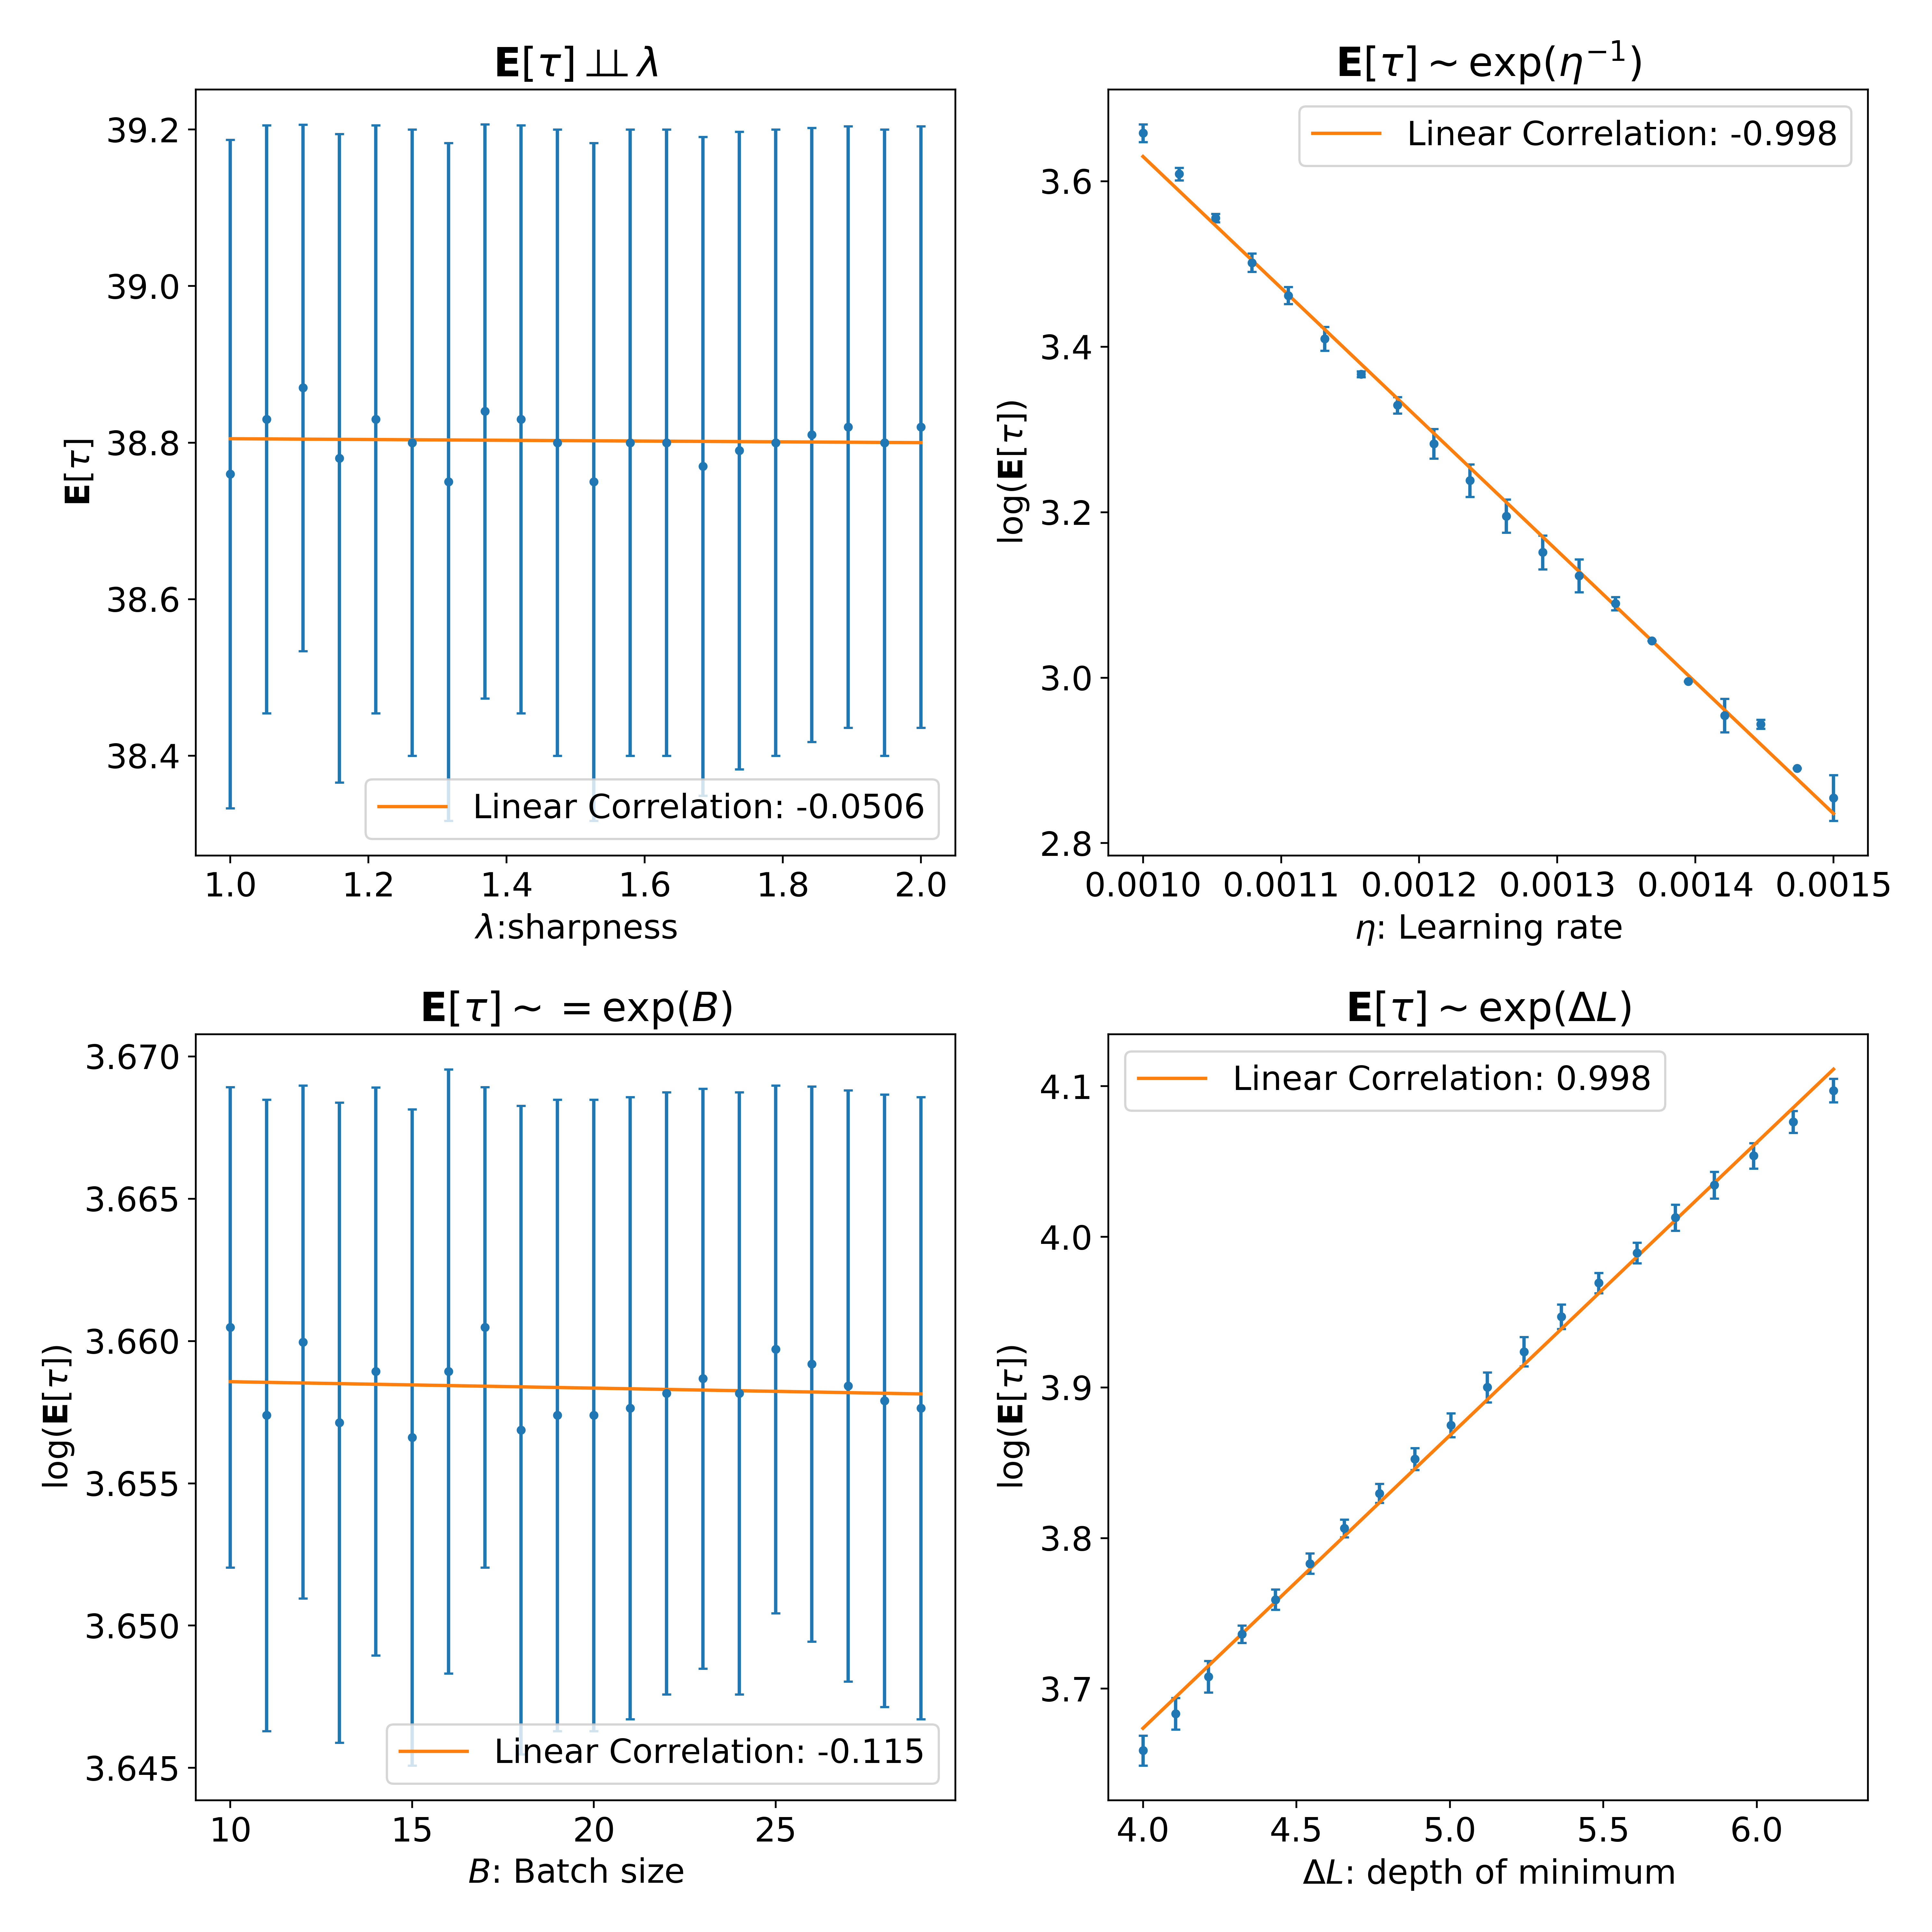 E[τ] ⊥⊥ λ
39.2
39.0
38.8
38.6
38.4
E[τ]
Linear Correlation: -0.0506
1.0 1.2 1.4 1.6 1.8 2.0
λ:sharpness
E[τ] ~ exp(η⁻¹)
Linear Correlation: -0.998
3.6
3.4
3.2
3.0
2.8
log(E[τ])
0.0010 0.0011 0.0012 0.0013 0.0014 0.0015
η: Learning rate
E[τ] ~ = exp(B)
3.670
3.665
3.660
3.655
3.650
3.645
log(E[τ])
Linear Correlation: -0.115
10 15 20 25
B: Batch size
E[τ] ~ exp(ΔL)
Linear Correlation: 0.998
4.1
4.0
3.9
3.8
3.7
log(E[τ])
4.0 4.5 5.0 5.5 6.0
ΔL: depth of minimum